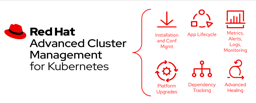 Red Hat
Advanced Cluster
Management
for Kubernetes
Installation
and Conf
Mgmt
App Lifecycle
Metrics,
Alerts,
Logs,
Monitoring
Platform
Upgrades
Dependency
Tracking
Advanced
Healing